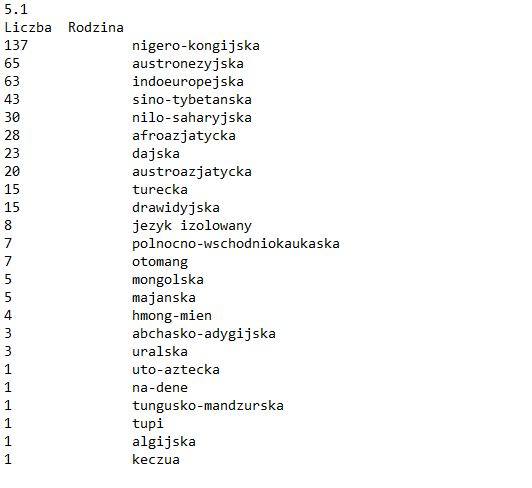 5.1
Liczba Rodzina
137 nigero-kongijska
65 austronezyjska
63 indoeuropejska
43 sino-tybetanska
30 nilo-saharyjska
28 afroazjatycka
23 dajska
20 austroazjatycka
15 turecka
15 drawidyjska
8 jezyk izolowany
7 polnocno-wschodniokaukaska
7 otomang
5 mongolska
5 majanska
4 hmong-mien
3 abchasko-adygijska
3 uralska
1 uto-aztecka
1 na-dene
1 tungusko-mandzurska
1 tupi
1 algijska
1 keczua